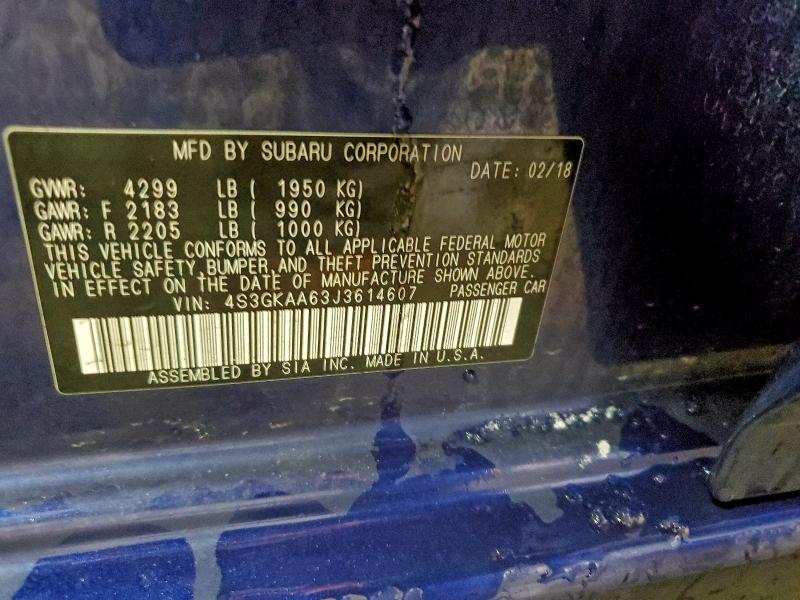 MFD BY SUBARU CORPORATION
DATE: 02/18
GVWR: 4299 LB ( 1950 KG)
GAWR: F 2183 LB ( 990 KG)
GAWR: R 2205 LB ( 1000 KG)
THIS VEHICLE CONFORMS TO ALL APPLICABLE FEDERAL MOTOR
VEHICLE SAFETY, BUMPER, AND THEFT PREVENTION STANDARDS
IN EFFECT ON THE DATE OF MANUFACTURE SHOWN ABOVE.
VIN: 4S3GKAA63J3614607 PASSENGER CAR
ASSEMBLED BY SIA INC. MADE IN U.S.A.